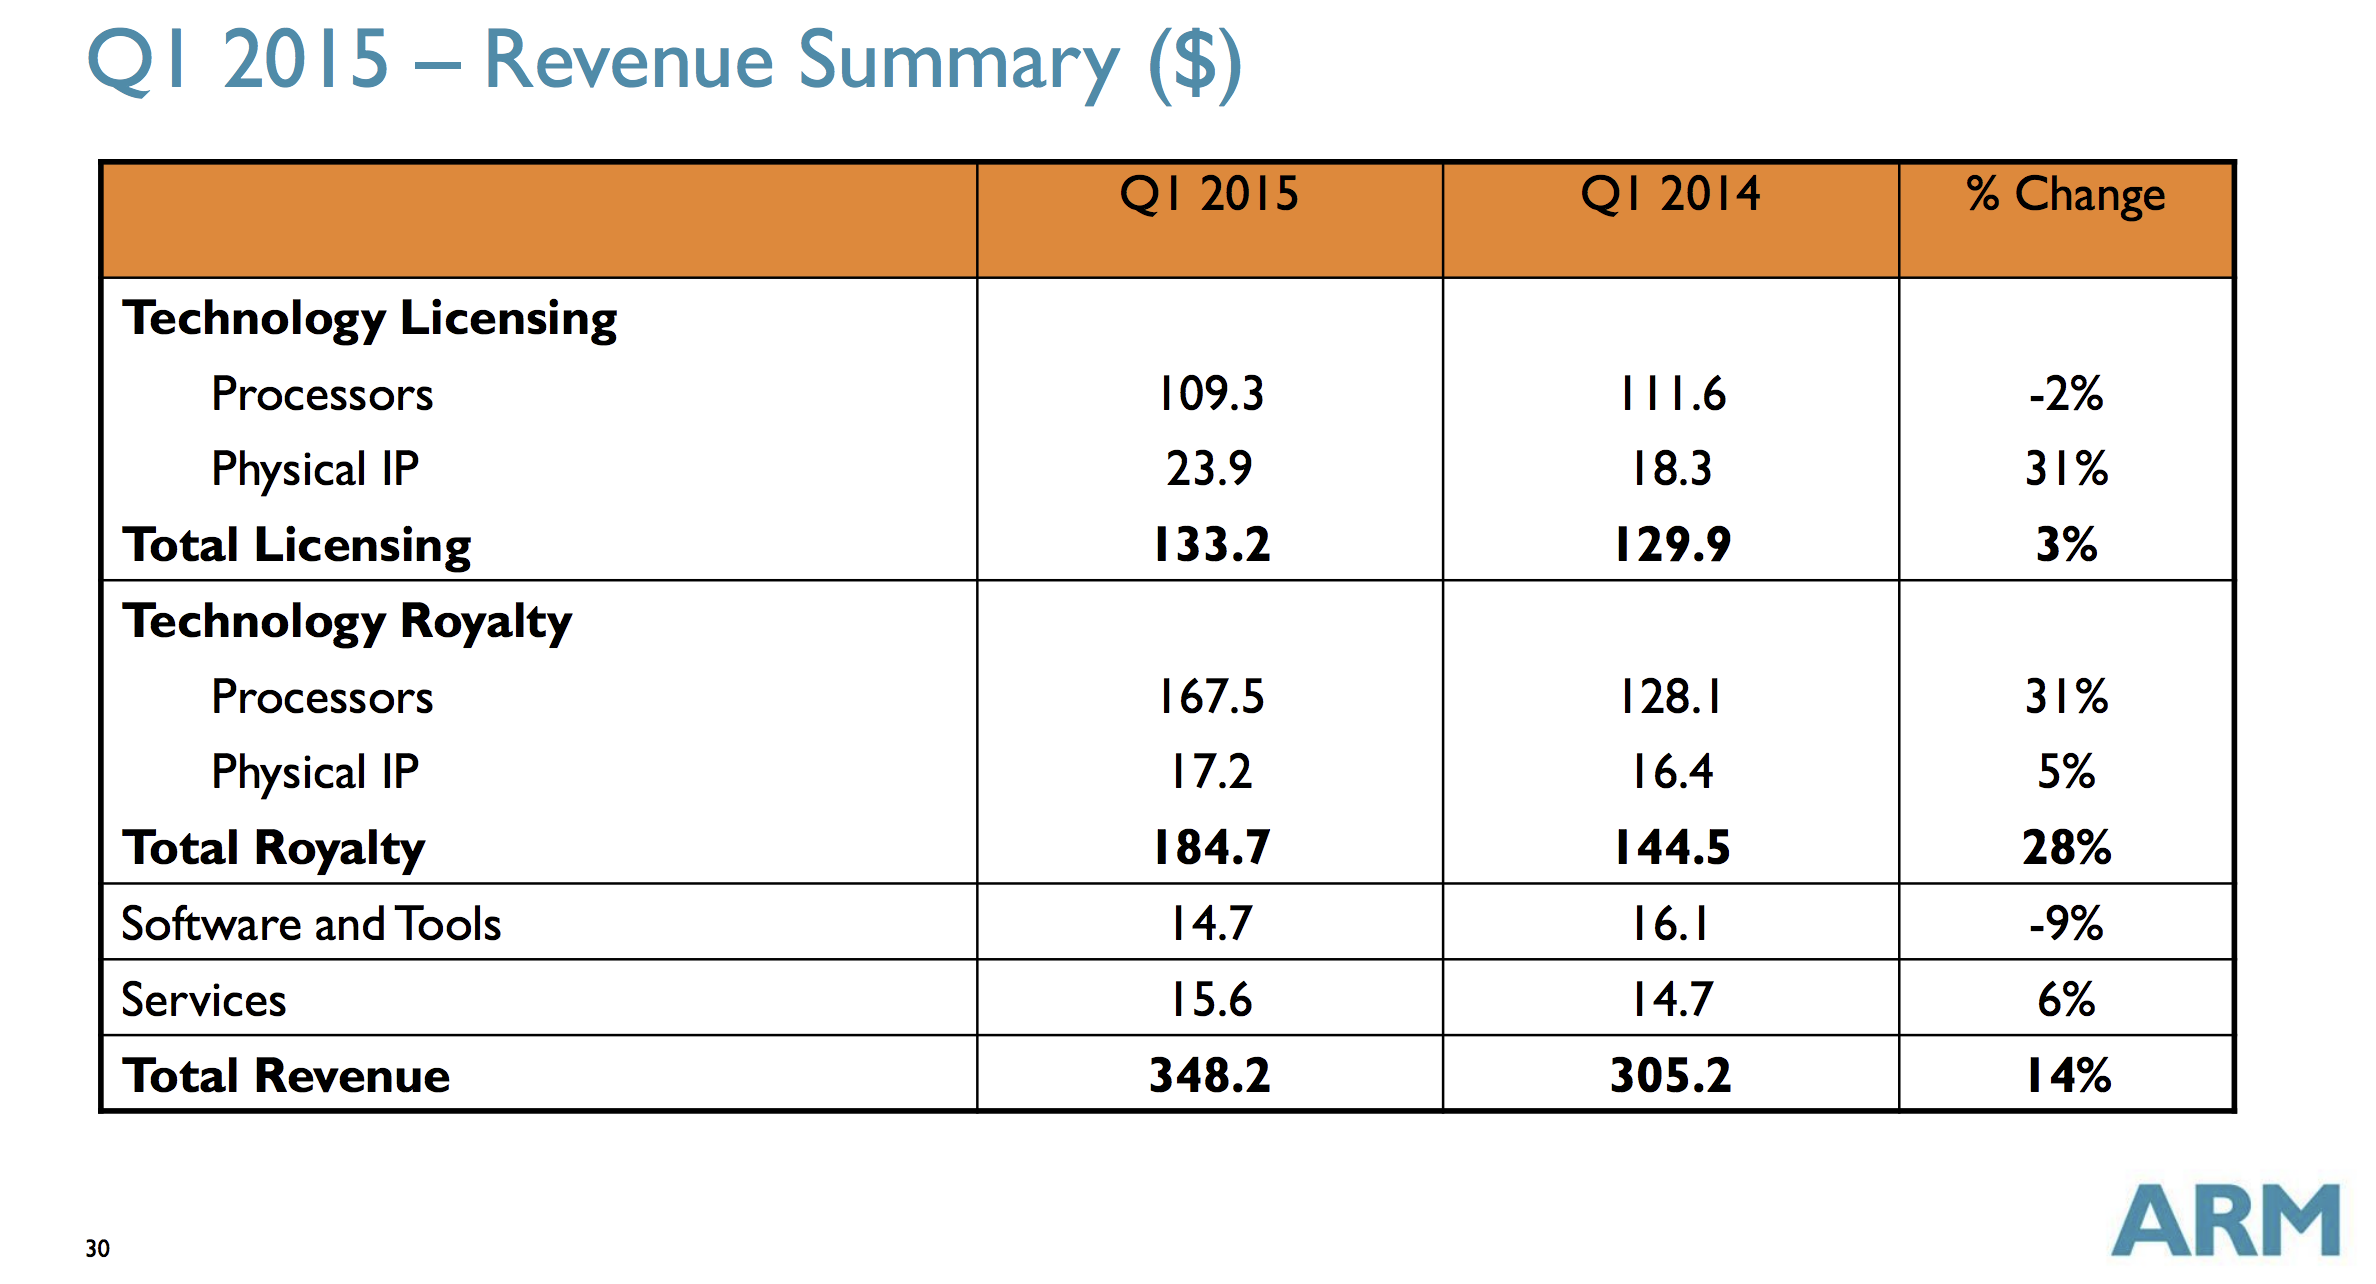 Q1 2015 – Revenue Summary ($)
Q1 2015 Q1 2014 % Change
Technology Licensing
Processors 109.3 111.6 -2%
Physical IP 23.9 18.3 31%
Total Licensing 133.2 129.9 3%
Technology Royalty
Processors 167.5 128.1 31%
Physical IP 17.2 16.4 5%
Total Royalty 184.7 144.5 28%
Software and Tools 14.7 16.1 -9%
Services 15.6 14.7 6%
Total Revenue 348.2 305.2 14%
30
ARM